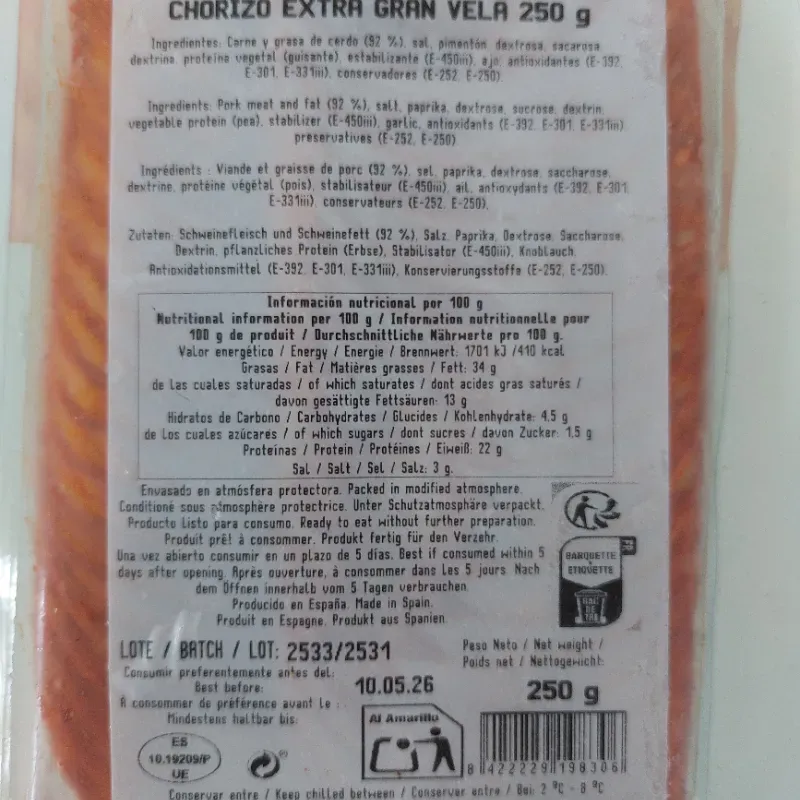 CHORIZO EXTRA GRAN VELA 250 g
Ingredientes: Carne y grasa de cerdo (92 %), sal, pimentón, dextrosa, sacarosa,
dextrina, proteína vegetal (guisante), estabilizante (E-450iii), ajo, antioxidantes (E-392,
E-301, E-331iii), conservadores (E-252, E-250).
Ingredients: Pork meat and fat (92 %), salt, paprika, dextrose, sucrose, dextrin,
vegetable protein (pea), stabilizer (E-450iii), garlic, antioxidants (E-392, E-301, E-331iii)
preservatives (E-252, E-250)
Ingrédients : Viande et graisse de porc (92 %), sel, paprika, dextrose, saccharose,
dextrine, protéine végétal (pois), stabilisateur (E-450iii), ail, antioxydants (E-392, E-301,
E-331iii), conservateurs (E-252, E-250),
Zutaten: Schweinefleisch und Schweinefett (92 %), Salz, Paprika, Dextrose, Saccharose,
Dextrin, pflanzliches Protein (Erbse), Stabilisator (E-450iii), Knoblauch,
Antioxidationsmittel (E-392, E-301, E-331iii), Konservierungsstoffe (E-252, E-250).
Información nutricional por 100 g
Nutritional information per 100 g / Information nutritionnelle pour
100 g de produit / Durchschnittliche Nährwerte pro 100 g.
Valor energético / Energy / Energie / Brennwert: 1701 kJ /410 kcal
Grasas / Fat / Matières grasses / Fett: 34 g
de las cuales saturadas / of which saturates / dont acides gras saturés /
davon gesättigte Fettsäuren: 13 g
Hidratos de Carbono / Carbohydrates / Glucides / Kohlenhydrate: 4,5 g
de los cuales azúcares / of which sugars / dont sucres / davon Zucker: 1,5 g
Proteínas / Protein / Protéines / Eiweiß: 22 g
Sal / Salt / Sel / Salz: 3 g.
Envasado en atmósfera protectora. Packed in modified atmosphere.
Conditioné sous atmosphère protectrice. Unter Schutzatmosphäre verpackt.
Producto listo para consumo. Ready to eat without further preparation.
Produit prêt à consommer. Produkt fertig für den Verzehr.
Una vez abierto consumir en un plazo de 5 días. Best if consumed within 5
days after opening. Après ouverture, à consommer dans les 5 jours. Nach
dem Öffnen innerhalb vom 5 Tagen verbrauchen.
Producido en España. Made in Spain.
Produit en Espagne. Produkt aus Spanien.
FR
BARQUETTE
+
ETIQUETTE
BAC
DE
TRI
LOTE / BATCH / LOT: 2533/2531
Consumir preferentemente antes del:
Best before:
À consommer de préférence avant le :
Mindestens haltbar bis:
10.05.26
Peso Neto / Net weight /
Poids net / Nettogewicht:
250 g
ES
10.19209/P
UE
Al Amarillo
8 422229 198306
Conservar entre / Keep chilled between / Conserver entre / Bei: 2 ºC - 8 ºC